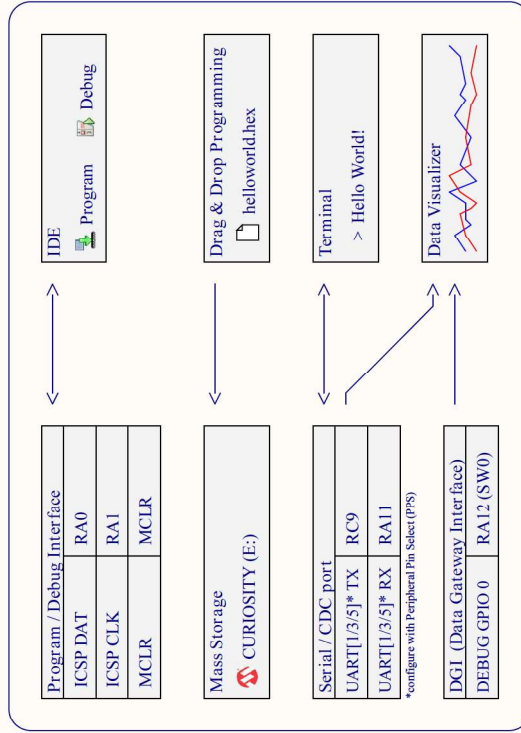 Program / Debug Interface
ICSP DAT RA0
ICSP CLK RA1
MCLR MCLR
IDE
Program Debug
Mass Storage
CURIOSITY (E:)
Drag & Drop Programming
helloworld.hex
Serial / CDC port
UART[1/3/5]* TX RC9
UART[1/3/5]* RX RA11
*configure with Peripheral Pin Select (PPS)
Terminal
> Hello World!
DGI (Data Gateway Interface)
DEBUG GPIO 0 RA12 (SW0)
Data Visualizer